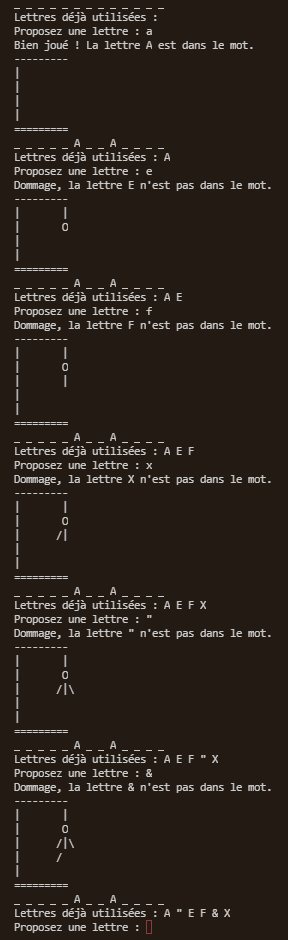 _ _ _ _ _ _ _ _ _ _ _ _ _
Lettres déjà utilisées :
Proposez une lettre : a
Bien joué ! La lettre A est dans le mot.
---------
|
|
|
|
=========
_ _ _ _ _ A _ _ A _ _ _ _
Lettres déjà utilisées : A
Proposez une lettre : e
Dommage, la lettre E n'est pas dans le mot.
---------
|       |
|       O
|
|
=========
_ _ _ _ _ A _ _ A _ _ _ _
Lettres déjà utilisées : A E
Proposez une lettre : f
Dommage, la lettre F n'est pas dans le mot.
---------
|       |
|       O
|       |
|
|
=========
_ _ _ _ _ A _ _ A _ _ _ _
Lettres déjà utilisées : A E F
Proposez une lettre : x
Dommage, la lettre X n'est pas dans le mot.
---------
|       |
|       O
|      /|
|
|
=========
_ _ _ _ _ A _ _ A _ _ _ _
Lettres déjà utilisées : A E F X
Proposez une lettre : "
Dommage, la lettre " n'est pas dans le mot.
---------
|       |
|       O
|      /|\
|
|
=========
_ _ _ _ _ A _ _ A _ _ _ _
Lettres déjà utilisées : A E F " X
Proposez une lettre : &
Dommage, la lettre & n'est pas dans le mot.
---------
|       |
|       O
|      /|\
|      /
|
=========
_ _ _ _ _ A _ _ A _ _ _ _
Lettres déjà utilisées : A " E F & X
Proposez une lettre :